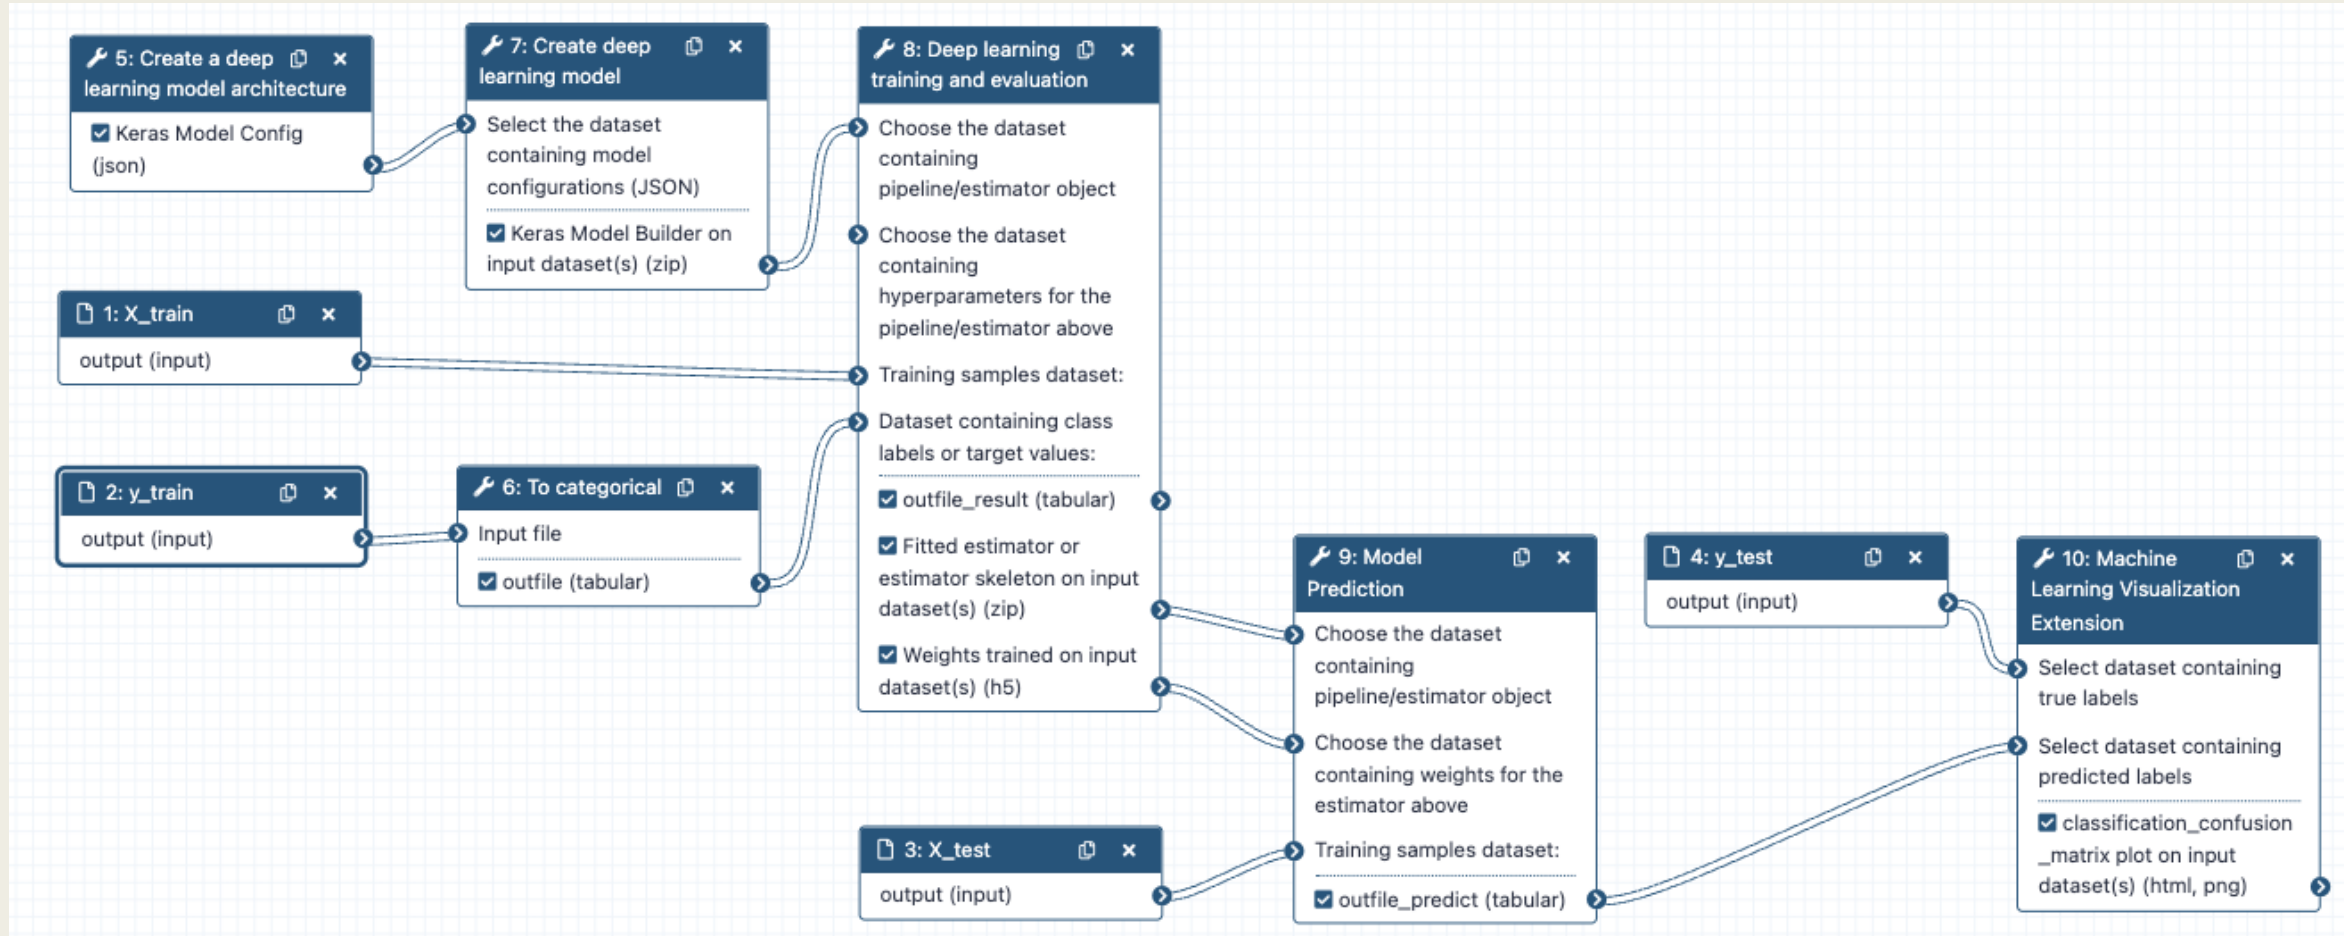 5: Create a deep
learning model architecture
Keras Model Config
(json)
7: Create deep
learning model
Select the dataset
containing model
configurations (JSON)
Keras Model Builder on
input dataset(s) (zip)
8: Deep learning
training and evaluation
Choose the dataset
containing
pipeline/estimator object
Choose the dataset
containing
hyperparameters for the
pipeline/estimator above
Training samples dataset:
Dataset containing class
labels or target values:
outfile_result (tabular)
Fitted estimator or
estimator skeleton on input
dataset(s) (zip)
Weights trained on input
dataset(s) (h5)
1: X_train
output (input)
2: y_train
output (input)
6: To categorical
Input file
outfile (tabular)
3: X_test
output (input)
9: Model
Prediction
Choose the dataset
containing
pipeline/estimator object
Choose the dataset
containing weights for the
estimator above
Training samples dataset:
outfile_predict (tabular)
4: y_test
output (input)
10: Machine
Learning Visualization
Extension
Select dataset containing
true labels
Select dataset containing
predicted labels
classification_confusion
_matrix plot on input
dataset(s) (html, png)